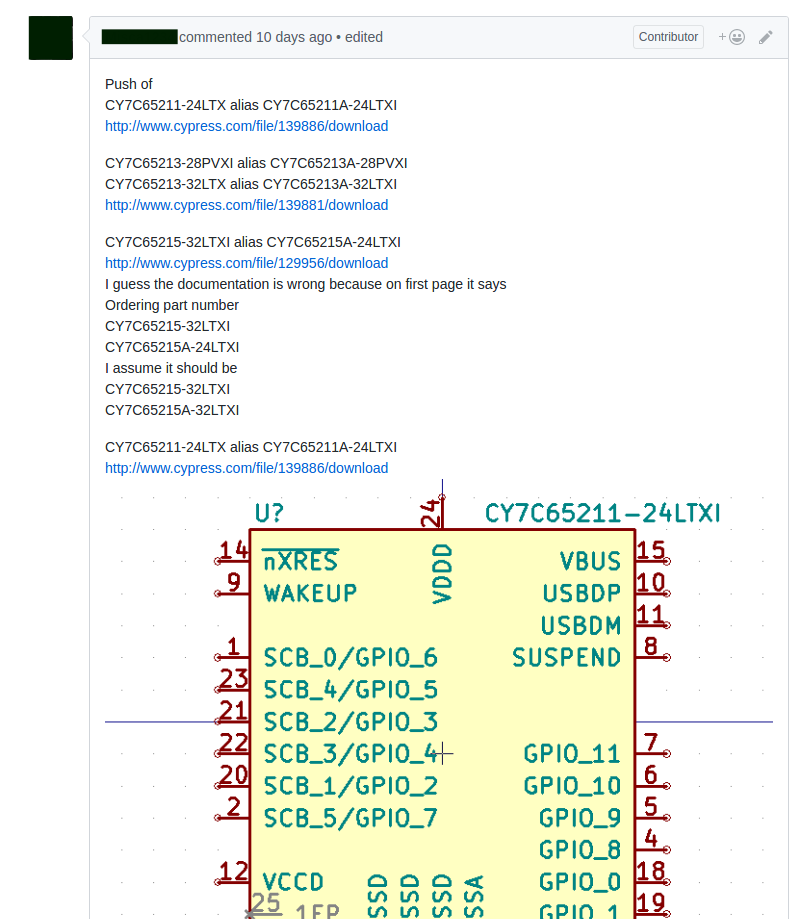 commented 10 days ago • edited
Contributor
Push of
CY7C65211-24LTX alias CY7C65211A-24LTXI
http://www.cypress.com/file/139886/download
CY7C65213-28PVXI alias CY7C65213A-28PVXI
CY7C65213-32LTX alias CY7C65213A-32LTXI
http://www.cypress.com/file/139881/download
CY7C65215-32LTXI alias CY7C65215A-24LTXI
http://www.cypress.com/file/129956/download
I guess the documentation is wrong because on first page it says
Ordering part number
CY7C65215-32LTXI
CY7C65215A-24LTXI
I assume it should be
CY7C65215-32LTXI
CY7C65215A-32LTXI
CY7C65211-24LTX alias CY7C65211A-24LTXI
http://www.cypress.com/file/139886/download
U? 24 CY7C65211-24LTXI
14 nXRES VDDD VBUS 15
9 WAKEUP USBDP 10
USBDM 11
1 SCB_0/GPIO_6 SUSPEND 8
23 SCB_4/GPIO_5
21 SCB_2/GPIO_3
22 SCB_3/GPIO_4 GPIO_11 7
20 SCB_1/GPIO_2 GPIO_10 6
2 SCB_5/GPIO_7 GPIO_9 5
GPIO_8 4
12 VCCD SSD SSD SSD SSA GPIO_0 18
25 1EP GPIO_1 19